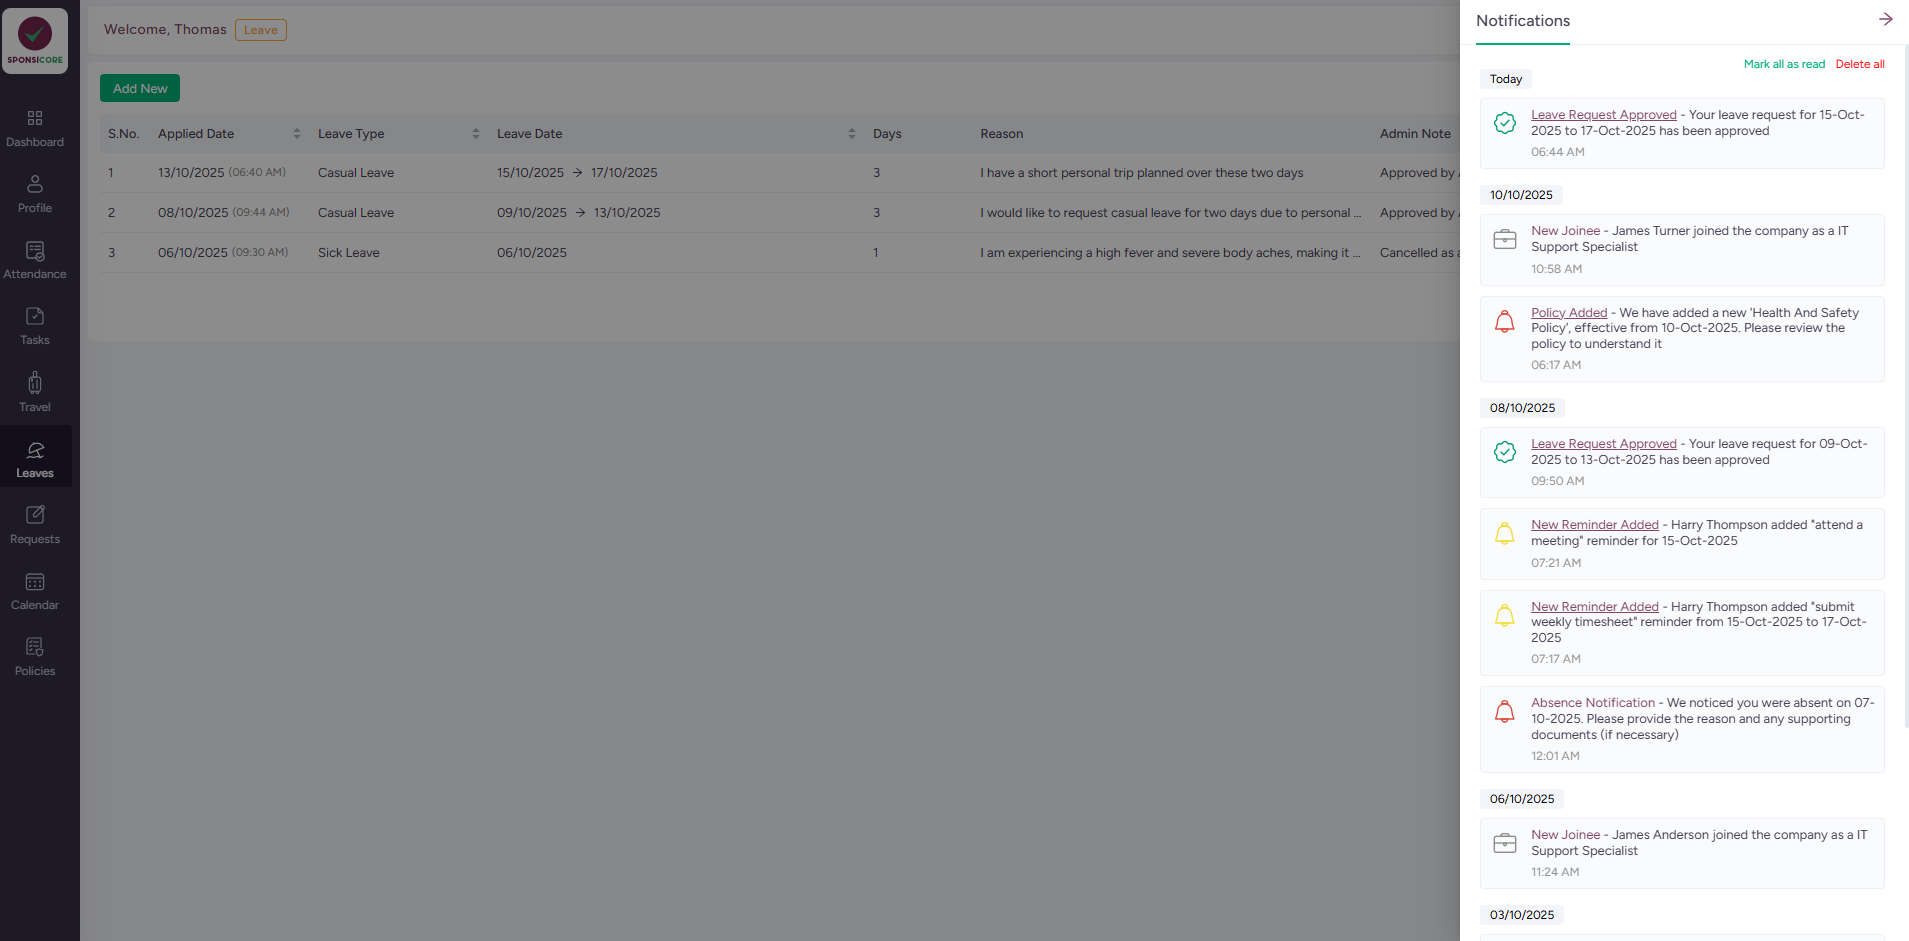 SPONSICORE
Dashboard
Profile
Attendance
Tasks
Travel
Leaves
Requests
Calendar
Policies
Welcome, Thomas Leave
Add New
S.No. Applied Date Leave Type Leave Date Days Reason Admin Note
1 13/10/2025 (06:40 AM) Casual Leave 15/10/2025 → 17/10/2025 3 I have a short personal trip planned over these two days Approved by
2 08/10/2025 (09:44 AM) Casual Leave 09/10/2025 → 13/10/2025 3 I would like to request casual leave for two days due to personal ... Approved by
3 06/10/2025 (09:30 AM) Sick Leave 06/10/2025 1 I am experiencing a high fever and severe body aches, making it ... Cancelled as
Notifications →
Mark all as read Delete all
Today
Leave Request Approved - Your leave request for 15-Oct-
2025 to 17-Oct-2025 has been approved
06:44 AM
10/10/2025
New Joinee - James Turner joined the company as a IT
Support Specialist
10:58 AM
Policy Added - We have added a new 'Health And Safety
Policy', effective from 10-Oct-2025. Please review the
policy to understand it
06:17 AM
08/10/2025
Leave Request Approved - Your leave request for 09-Oct-
2025 to 13-Oct-2025 has been approved
09:50 AM
New Reminder Added - Harry Thompson added "attend a
meeting" reminder for 15-Oct-2025
07:21 AM
New Reminder Added - Harry Thompson added "submit
weekly timesheet" reminder from 15-Oct-2025 to 17-Oct-
2025
07:17 AM
Absence Notification - We noticed you were absent on 07-
10-2025. Please provide the reason and any supporting
documents (if necessary)
12:01 AM
06/10/2025
New Joinee - James Anderson joined the company as a IT
Support Specialist
11:24 AM
03/10/2025